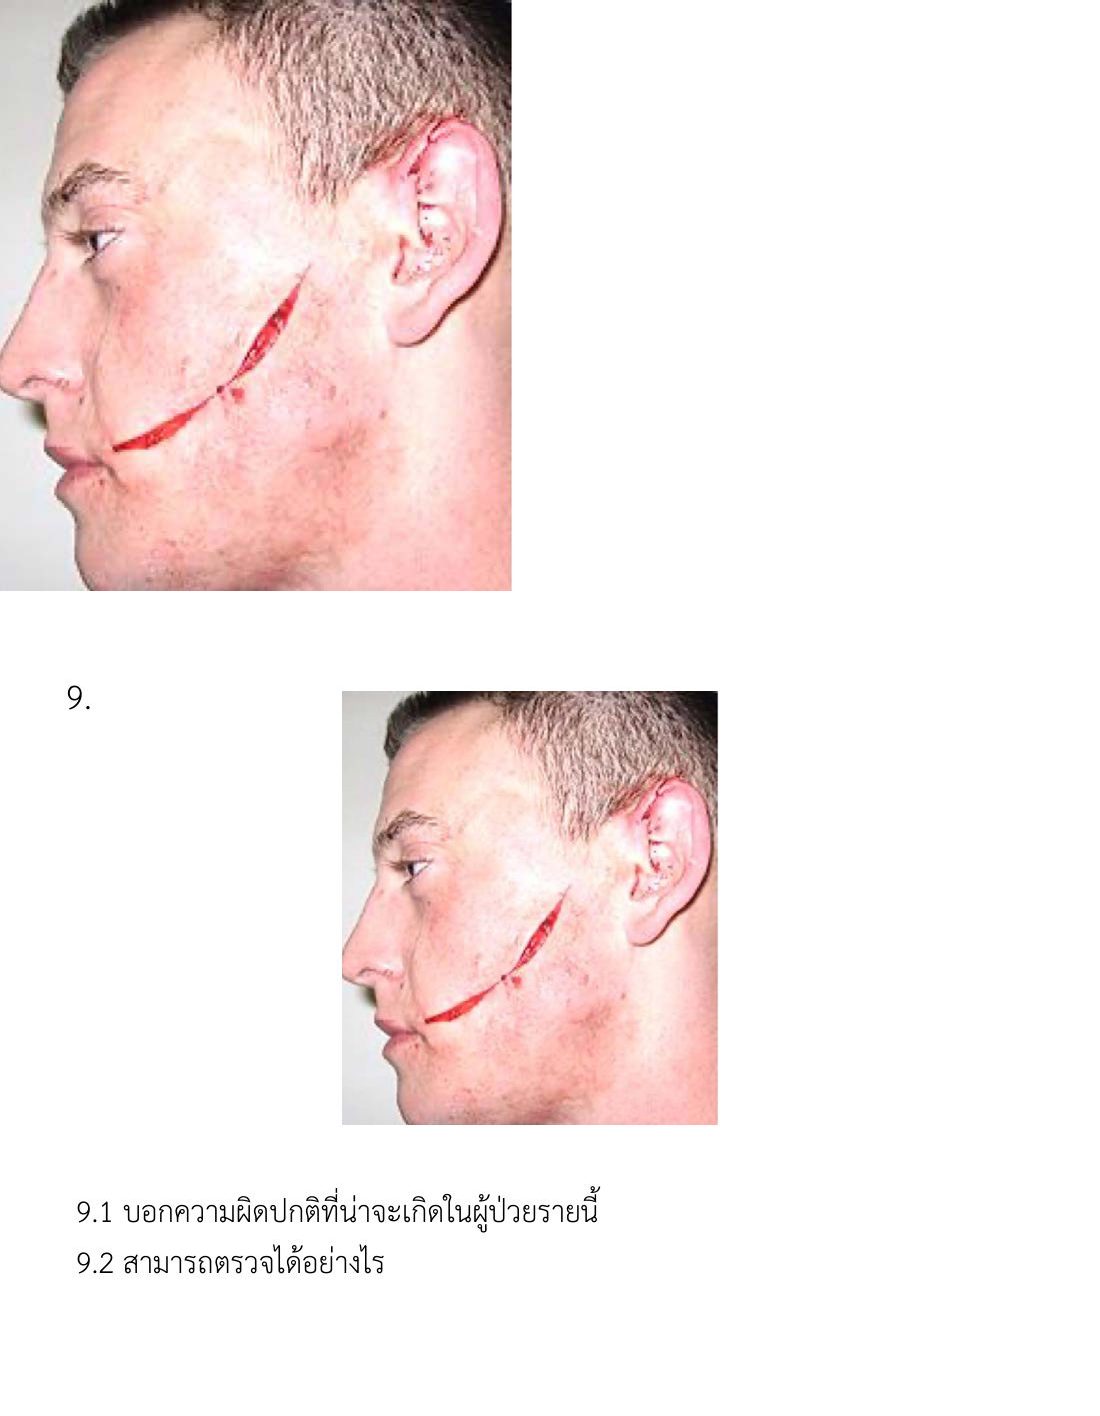 9.
9.1 บอกความผิดปกติที่น่าจะเกิดในผู้ป่วยรายนี้
9.2 สามารถตรวจได้อย่างไร